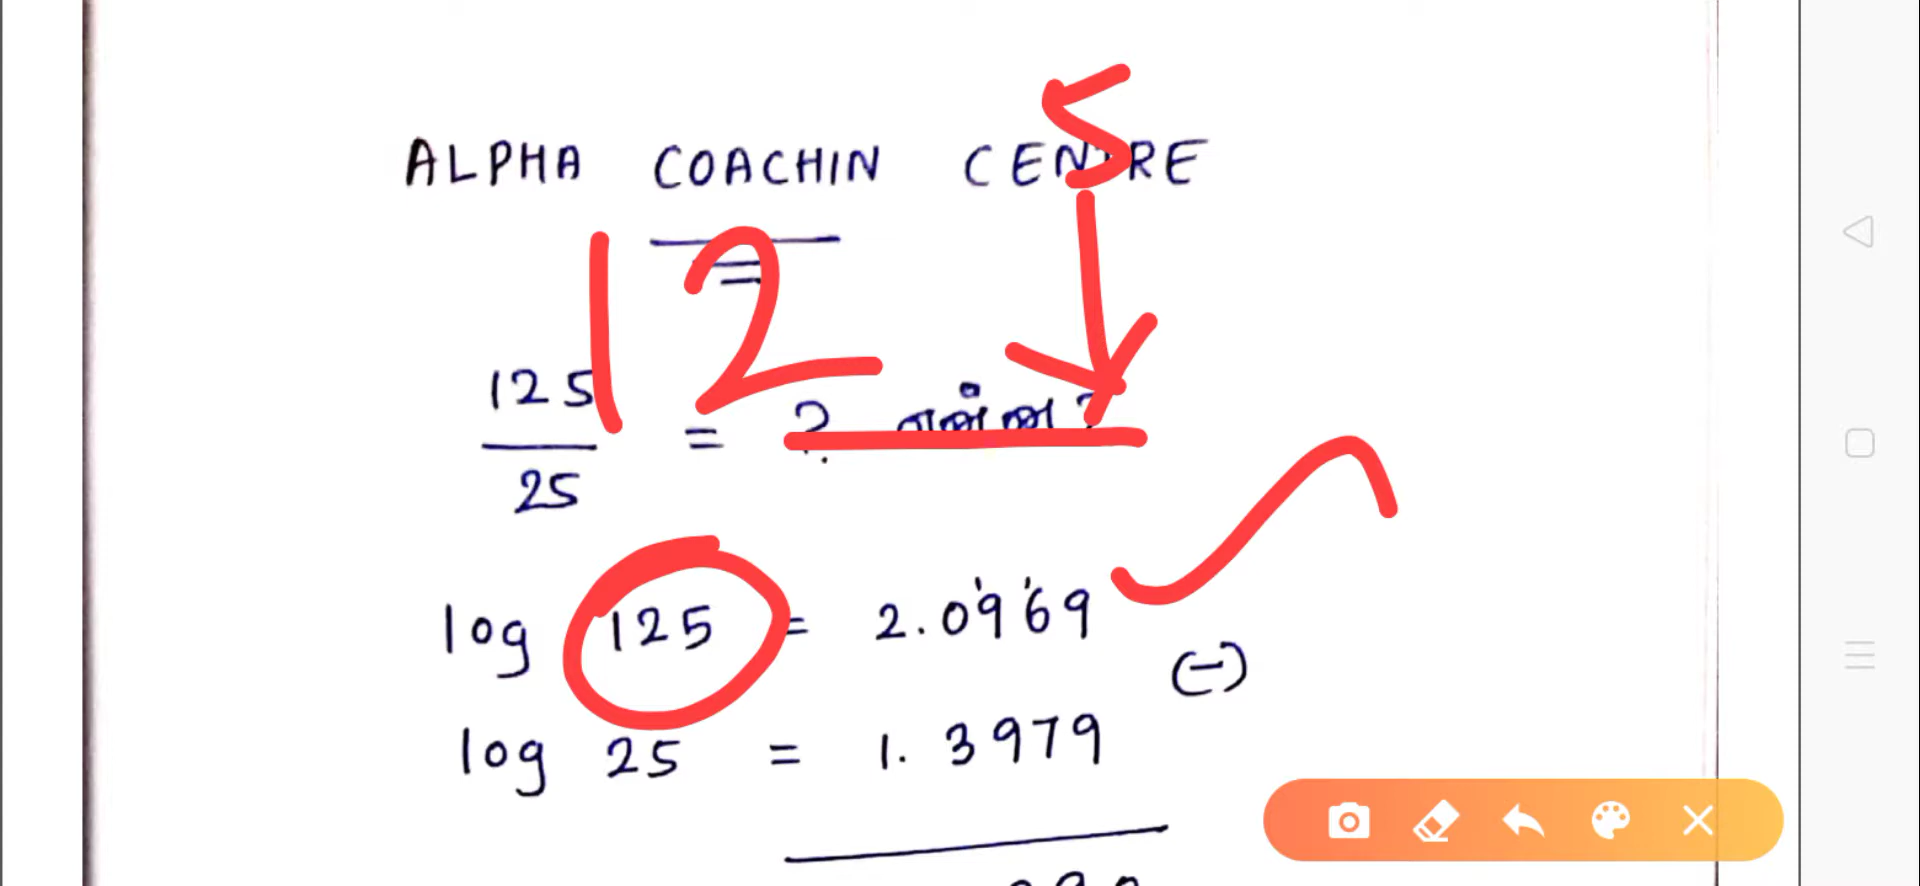 ALPHA COACHIN CENTRE
5
12
125
= ?
25
log 125 = 2.0969
(-)
log 25 = 1.3979